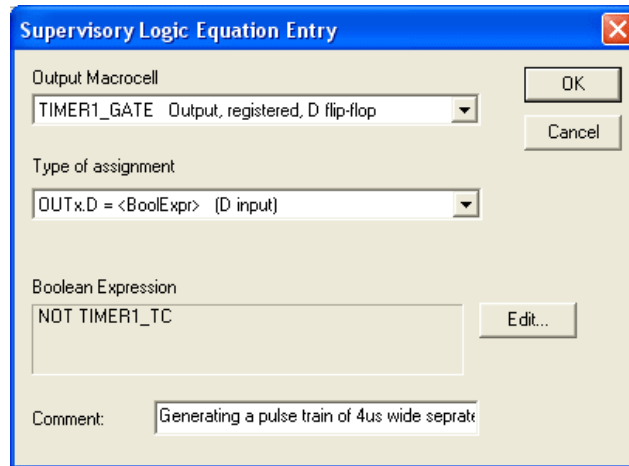 Supervisory Logic Equation Entry
Output Macrocell
TIMER1_GATE Output, registered, D flip-flop
OK
Cancel
Type of assignment
OUTx.D = <BoolExpr> (D input)
Boolean Expression
NOT TIMER1_TC
Edit...
Comment:
Generating a pulse train of 4us wide seprate